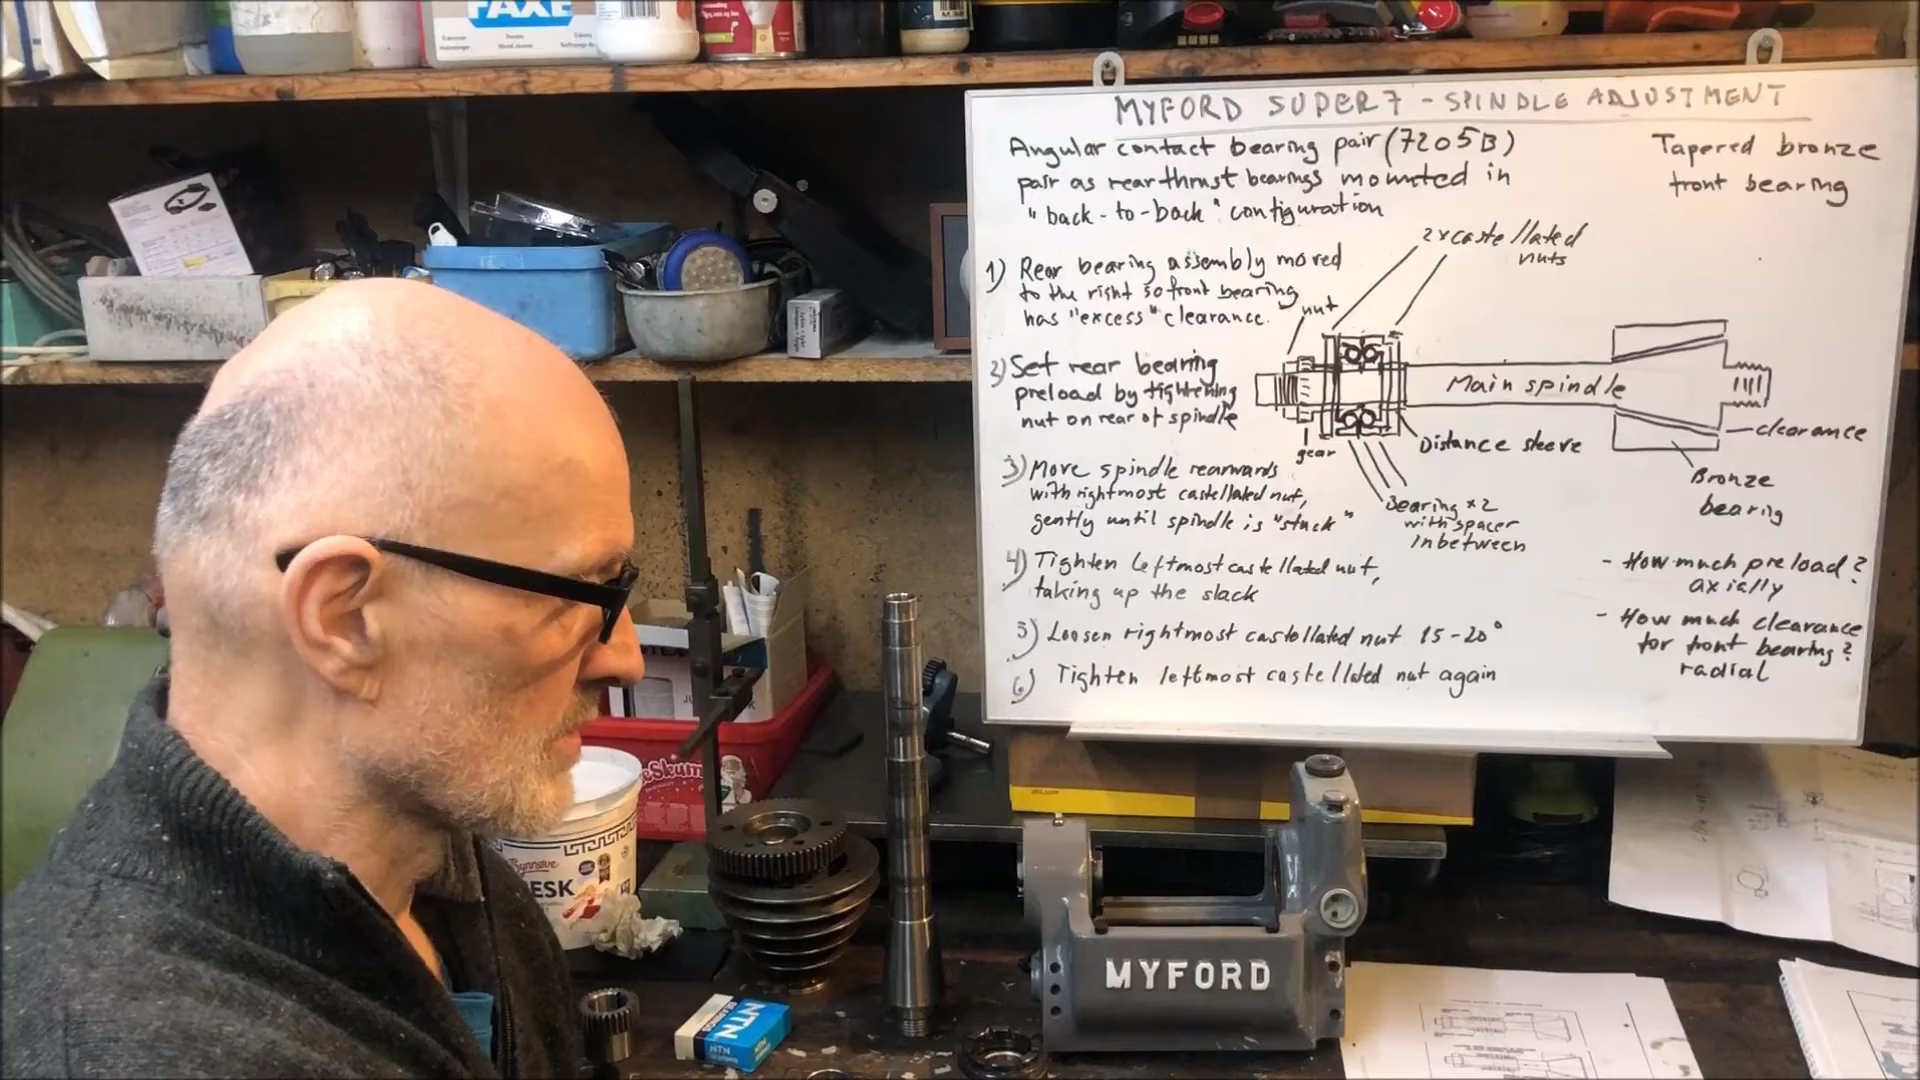 FAXE
MYFORD SUPER7 - SPINDLE ADJUSTMENT
Angular contact bearing pair (7205B)
pair as rear thrust bearings mounted in
"back-to-back" configuration
Tapered bronze
front bearing
2x castellated
nuts
1) Rear bearing assembly moved
to the right so front bearing
has "excess" clearance.
nut
2) Set rear bearing
preload by tightening
nut on rear of spindle
Main spindle
gear
Distance sleeve
clearance
Bronze
bearing
Bearing x2
with spacer
inbetween
3) Move spindle rearwards
with rightmost castellated nut,
gently until spindle is "stuck"
4) Tighten leftmost castellated nut,
taking up the slack
5) Loosen rightmost castellated nut 15-20°
6) Tighten leftmost castellated nut again
- How much preload?
axially
- How much clearance
for front bearing?
radial
Synnøve
ESK
MYFORD
NTN
NTN